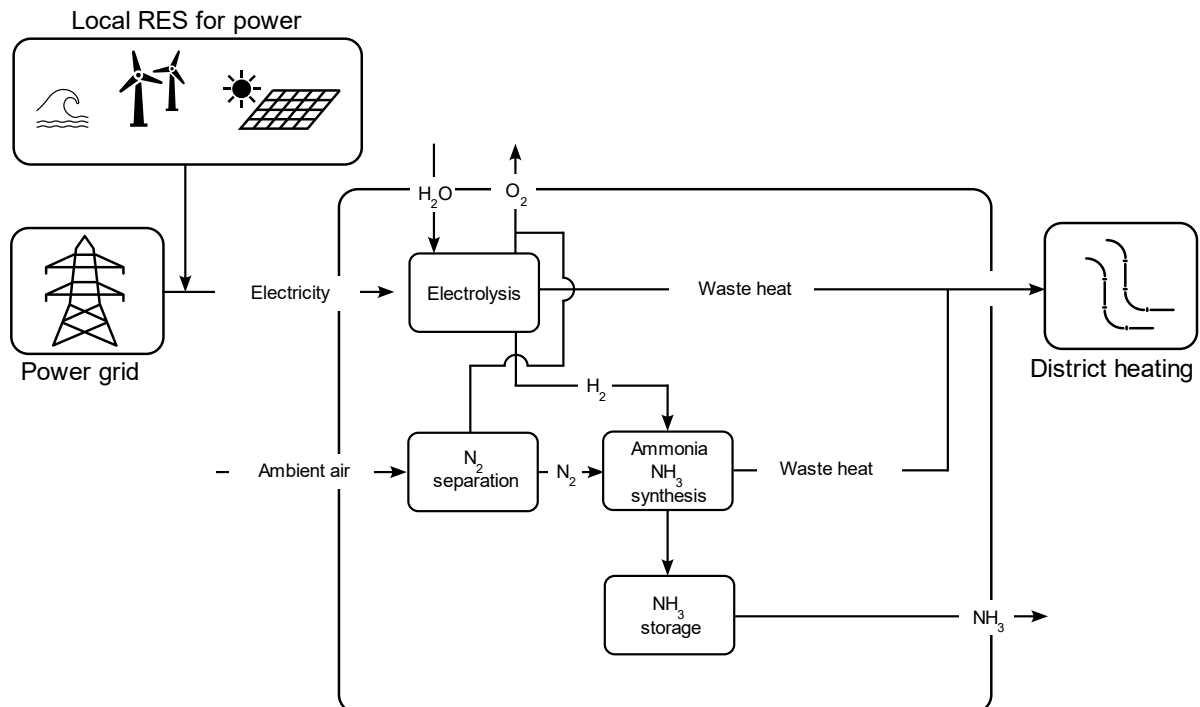 Local RES for power
H₂O
O₂
Electricity
Electrolysis
Waste heat
Power grid
District heating
H₂
Ambient air
N₂
separation
N₂
Ammonia
NH₃
synthesis
Waste heat
NH₃
storage
NH₃